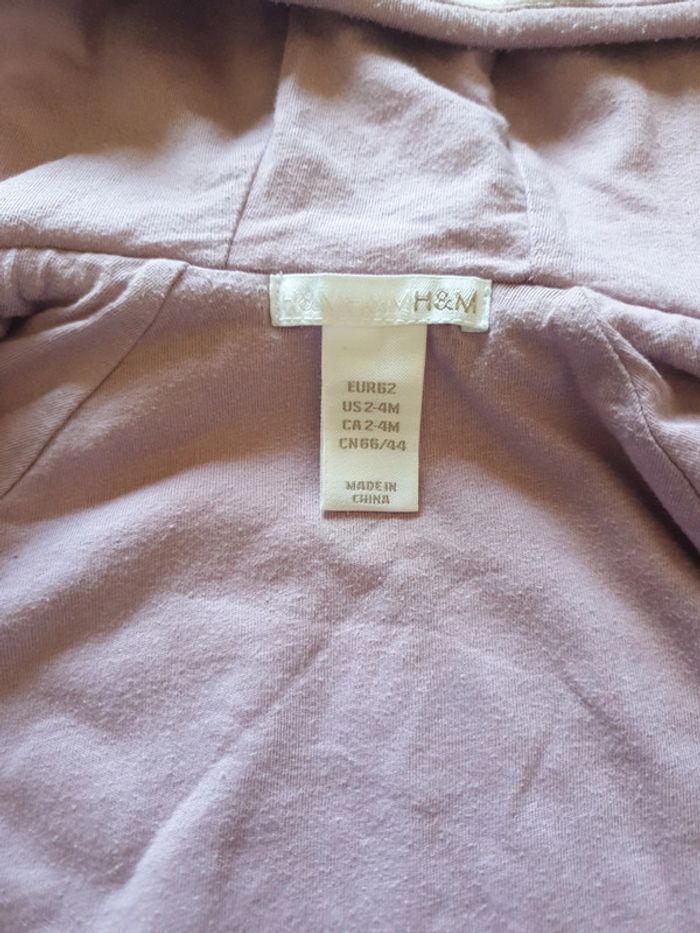 H&M H&M H&M
EUR62
US 2-4M
CA 2-4M
CN 66/44
MADE IN
CHINA